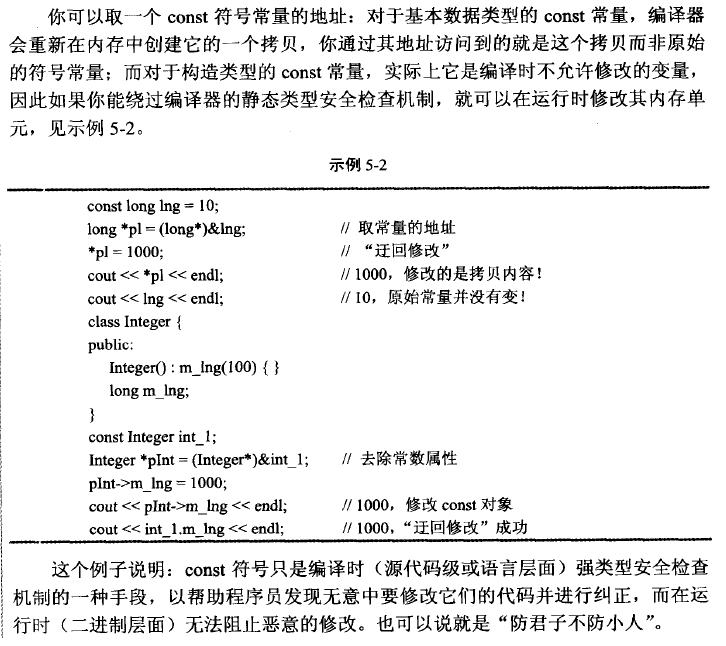 你可以取一个 const 符号常量的地址：对于基本数据类型的 const 常量，编译器
会重新在内存中创建它的一个拷贝，你通过其地址访问到的就是这个拷贝而非原始
的符号常量；而对于构造类型的 const 常量，实际上它是编译时不允许修改的变量，
因此如果你能绕过编译器的静态类型安全检查机制，就可以在运行时修改其内存单
元，见示例 5-2。
示例 5-2
const long lng = 10;
long *pl = (long*)&lng; // 取常量的地址
*pl = 1000; // “迂回修改”
cout << *pl << endl; // 1000，修改的是拷贝内容！
cout << lng << endl; // 10，原始常量并没有变！
class Integer {
public:
Integer() : m_lng(100) { }
long m_lng;
}
const Integer int_1;
Integer *pInt = (Integer*)&int_1; // 去除常数属性
pInt->m_lng = 1000;
cout << pInt->m_lng << endl; // 1000，修改 const 对象
cout << int_1.m_lng << endl; // 1000，“迂回修改”成功
这个例子说明：const 符号只是编译时（源代码级或语言层面）强类型安全检查
机制的一种手段，以帮助程序员发现无意中要修改它们的代码并进行纠正，而在运
行时（二进制层面）无法阻止恶意的修改。也可以说就是“防君子不防小人”。